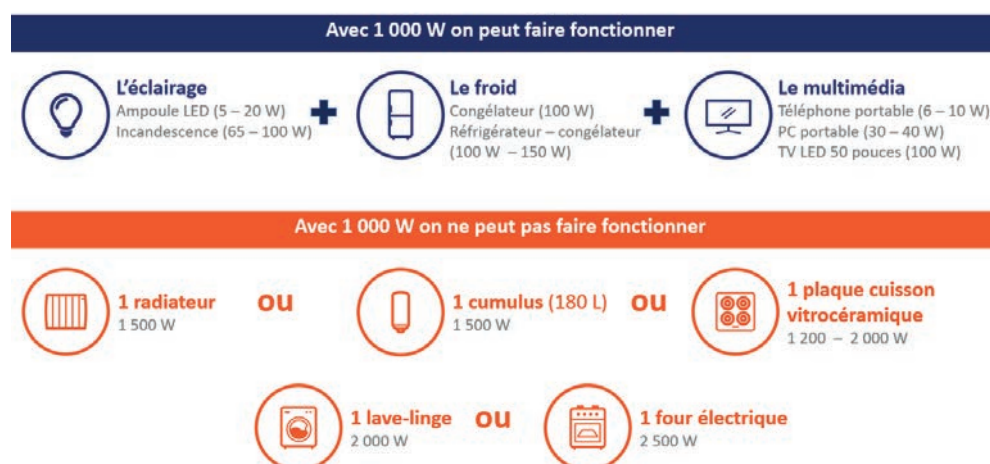 Avec 1 000 W on peut faire fonctionner
L'éclairage
Ampoule LED (5 – 20 W)
Incandescence (65 – 100 W)
+
Le froid
Congélateur (100 W)
Réfrigérateur – congélateur
(100 W – 150 W)
+
Le multimédia
Téléphone portable (6 – 10 W)
PC portable (30 – 40 W)
TV LED 50 pouces (100 W)
Avec 1 000 W on ne peut pas faire fonctionner
1 radiateur
1 500 W
ou
1 cumulus (180 L)
1 500 W
ou
1 plaque cuisson
vitrocéramique
1 200 – 2 000 W
1 lave-linge
2 000 W
ou
1 four électrique
2 500 W